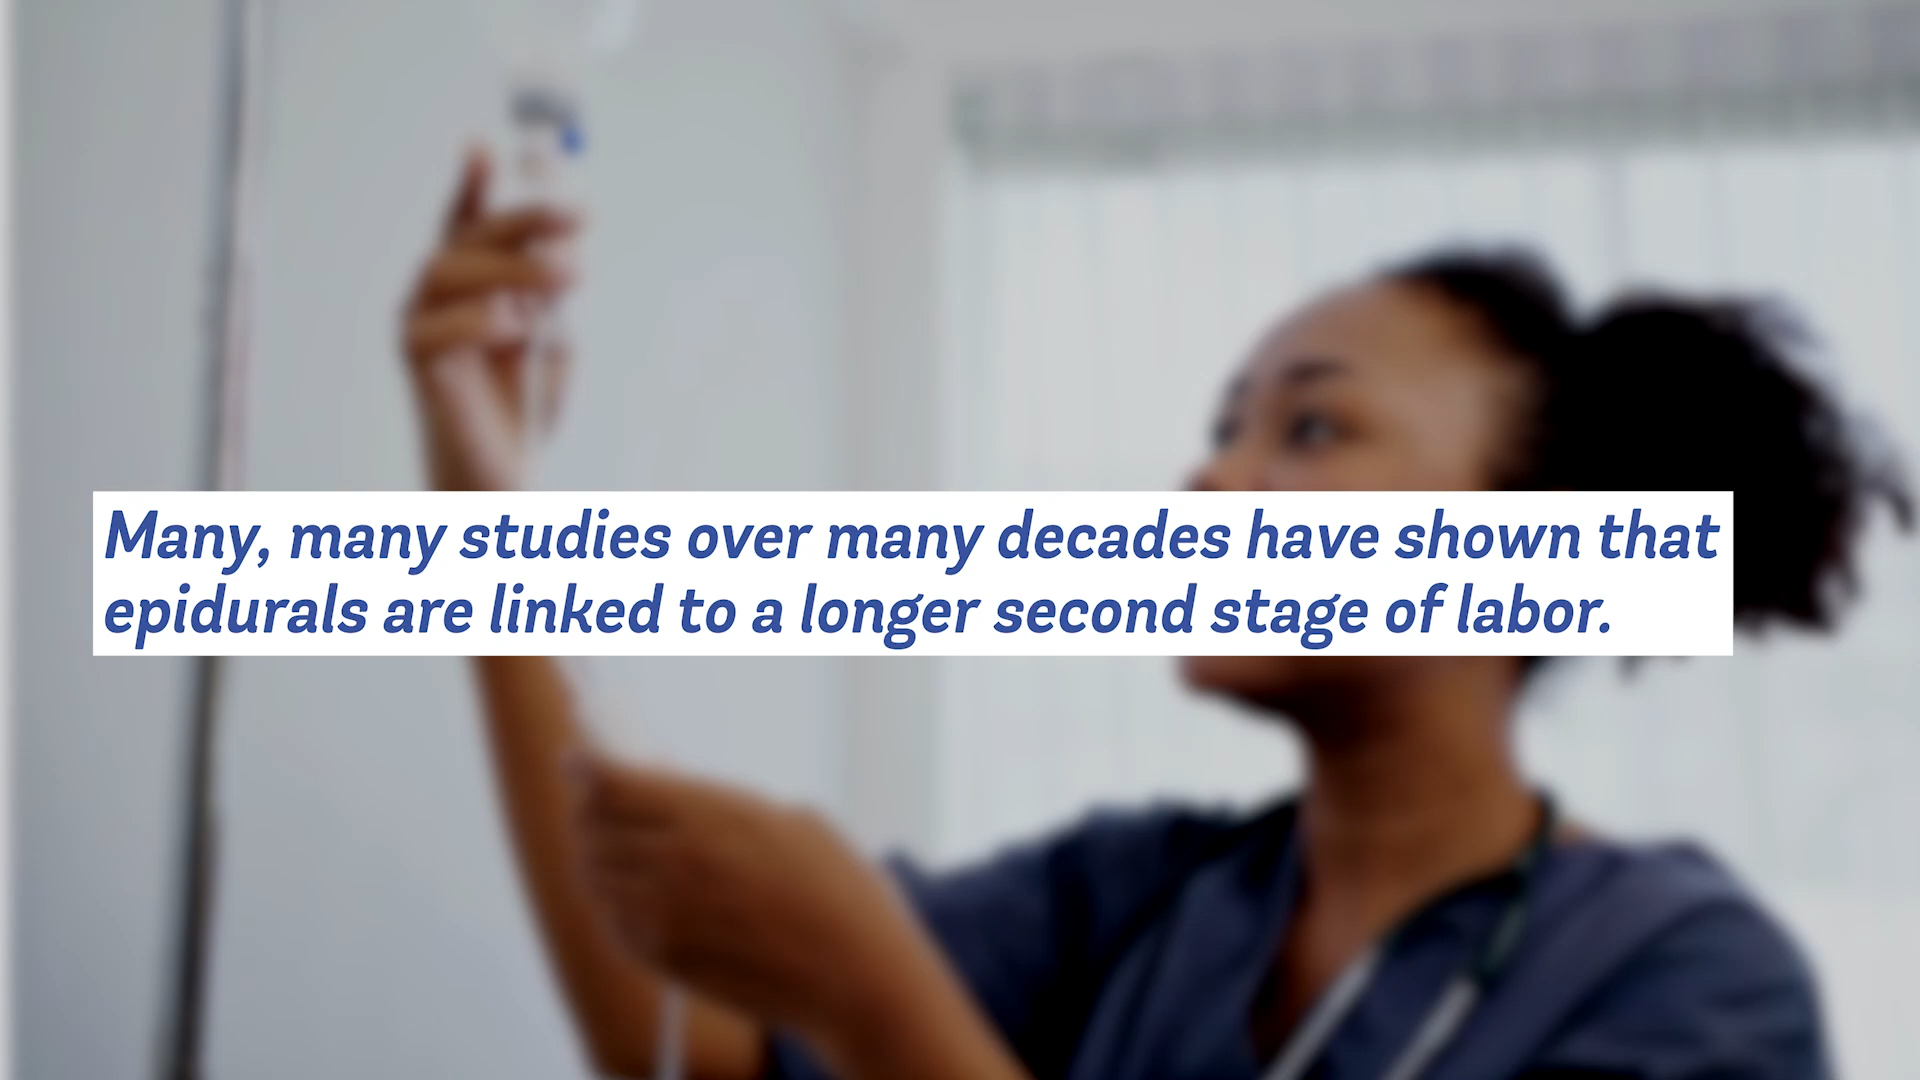 Many, many studies over many decades have shown that
epidurals are linked to a longer second stage of labor.